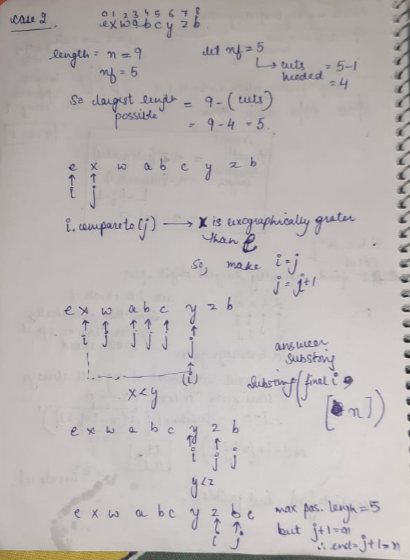 case 2. 0 1 2 3 4 5 6 7 8
e x w a b c y z b
length = n = 9 let nf = 5
nf = 5 → cuts needed = 5-1
= 4
So largest length possible = 9 - (cuts)
= 9 - 4 = 5.
e x w a b c y z b
↑ ↑
i j
i. compareto(j) → x is lexographically greater
than e
So, make i = j
j = j+1
e x w a b c y z b
↑ ↑ ↑ ↑ ↑ ↑
i j j j j j
(i)
x < y
answer
substring
substring (final i,
[n])
e x w a b c y z b
↑ ↑ ↑
i j j
y < z
e x w a b c y z b
↑ ↑
i j
max pos. length = 5
but j+1 = n
∴ end = j+1 = n